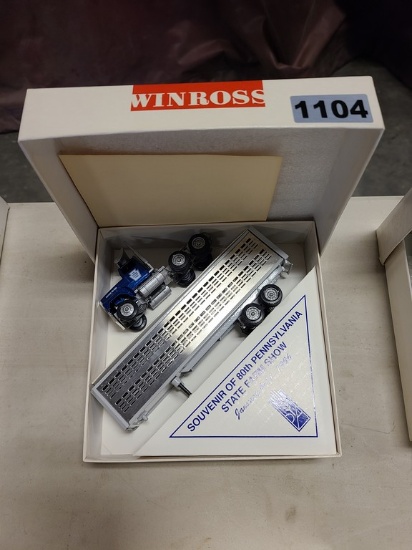 WINROSS
1104
SOUVENIR OF 80th PENNSYLVANIA
STATE FARM SHOW